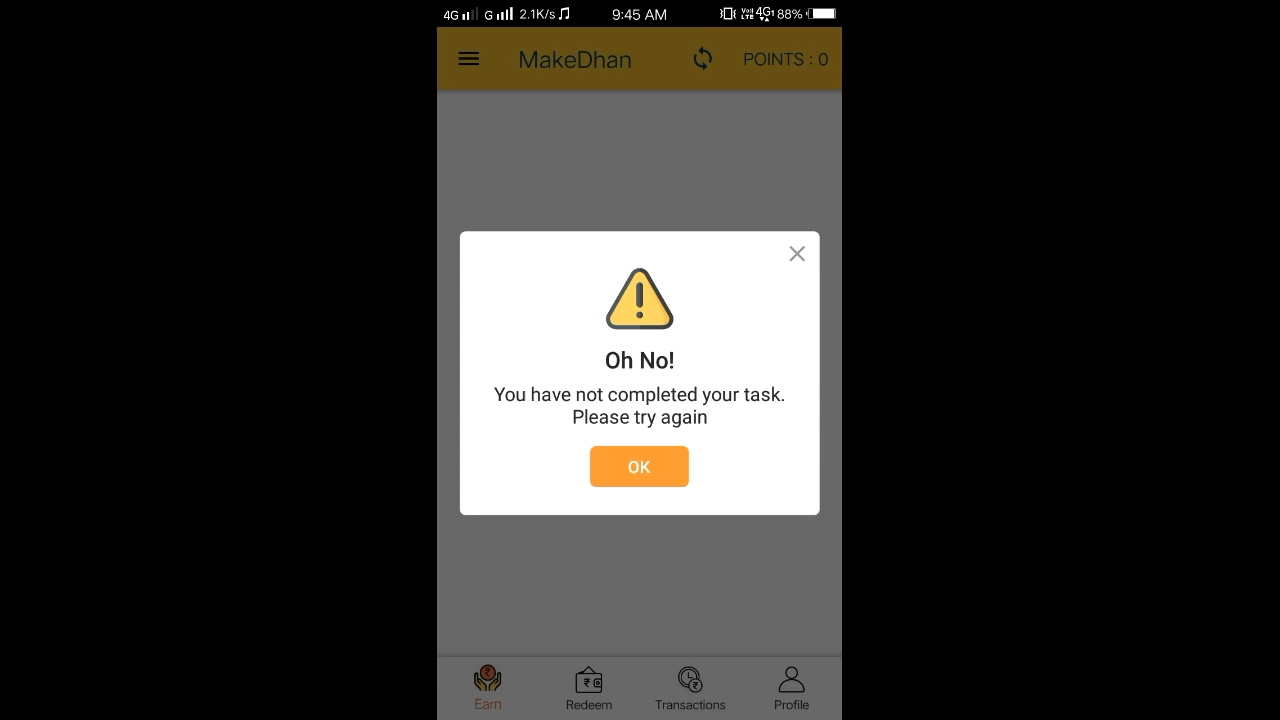 4G G 2.1K/s 9:45 AM 4G 88%
MakeDhan POINTS : 0
Oh No!
You have not completed your task.
Please try again
OK
Earn Redeem Transactions Profile